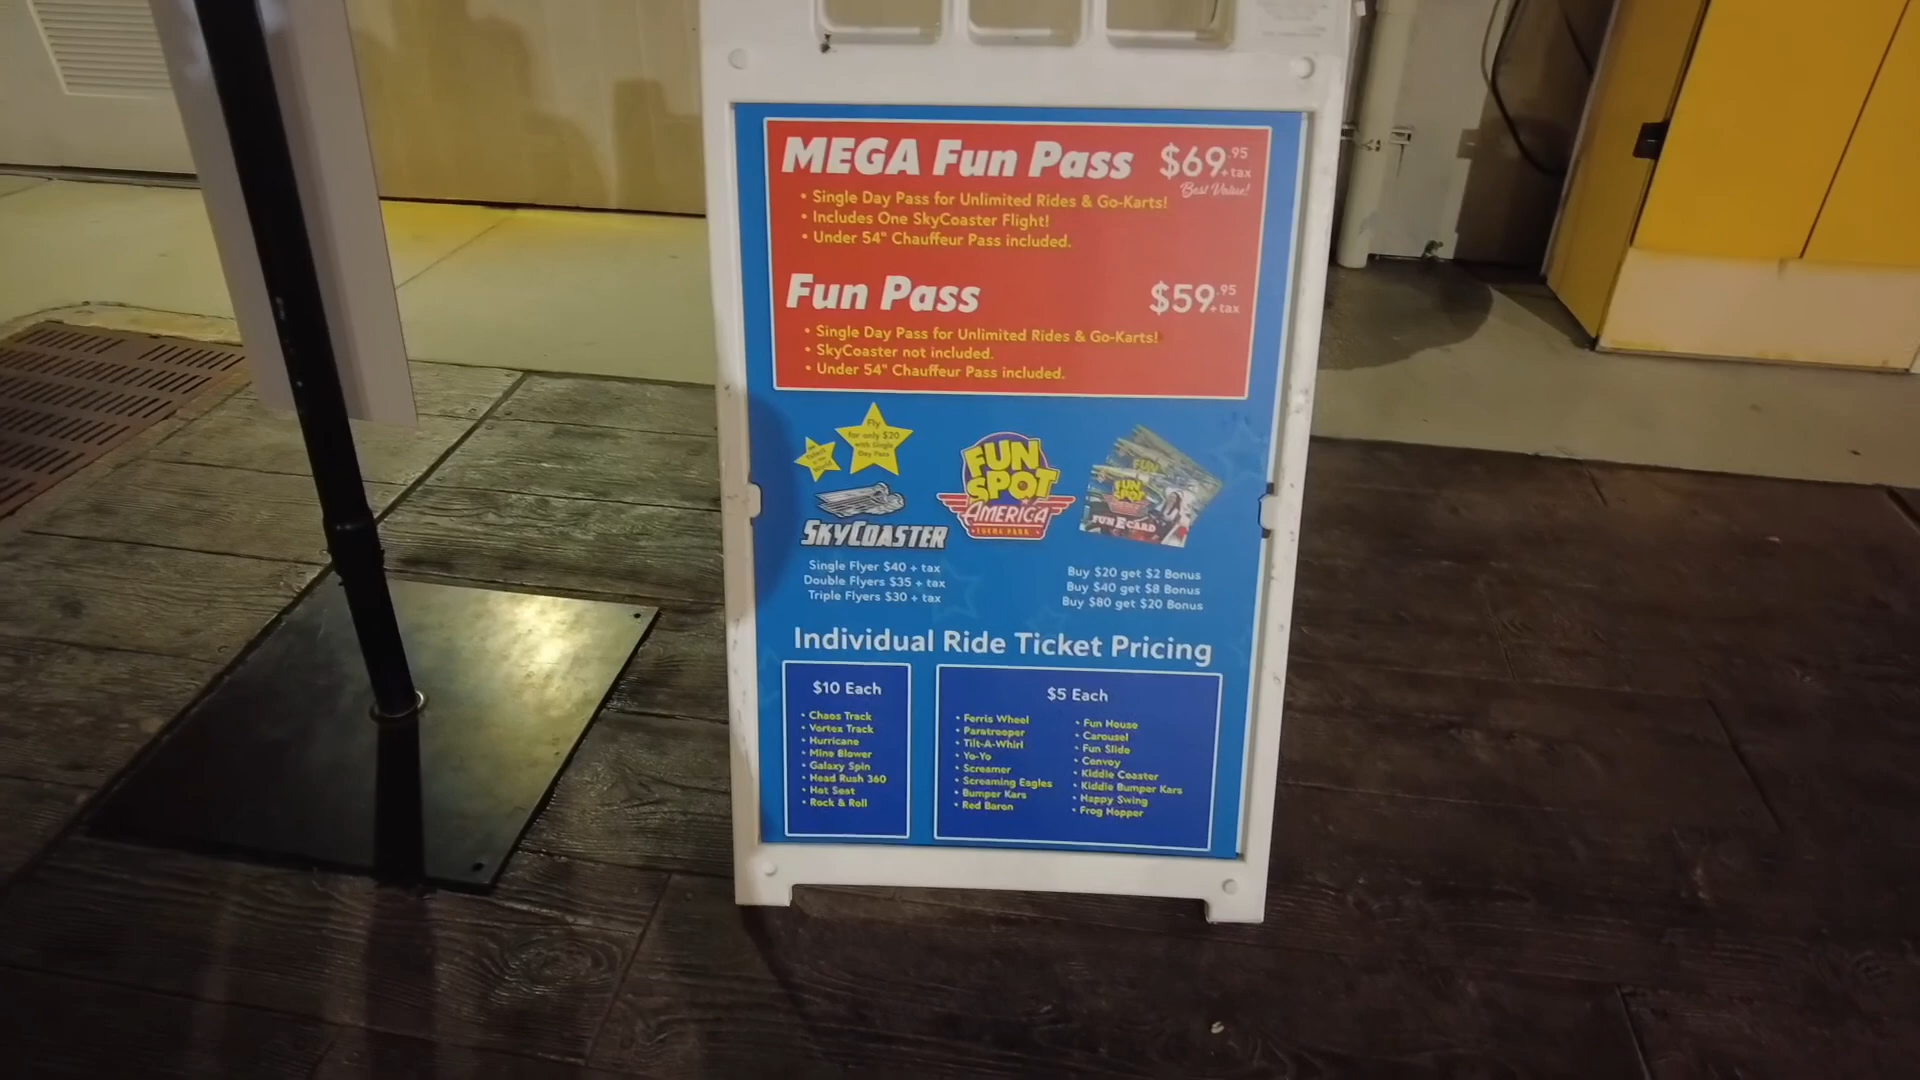 MEGA Fun Pass $69.95 +tax
Best Value!
• Single Day Pass for Unlimited Rides & Go-Karts!
• Includes One SkyCoaster Flight!
• Under 54" Chauffeur Pass included.
Fun Pass $59.95 +tax
• Single Day Pass for Unlimited Rides & Go-Karts!
• SkyCoaster not included.
• Under 54" Chauffeur Pass included.
Fly
for only $20
with Single
Day Pass
Tallest
in the
World
SKYCOASTER
Single Flyer $40 + tax
Double Flyers $35 + tax
Triple Flyers $30 + tax
FUN
SPOT
AMERICA
THEME PARK
FUN
FUN
SPOT
AMERICA
FUN E CARD
Buy $20 get $2 Bonus
Buy $40 get $8 Bonus
Buy $80 get $20 Bonus
Individual Ride Ticket Pricing
$10 Each
• Chaos Track
• Vortex Track
• Hurricane
• Mine Blower
• Galaxy Spin
• Head Rush 360
• Hot Seat
• Rock & Roll
$5 Each
• Ferris Wheel
• Paratrooper
• Tilt-A-Whirl
• Yo-Yo
• Screamer
• Screaming Eagles
• Bumper Kars
• Red Baron
• Fun House
• Carousel
• Fun Slide
• Convoy
• Kiddie Coaster
• Kiddie Bumper Kars
• Happy Swing
• Frog Hopper